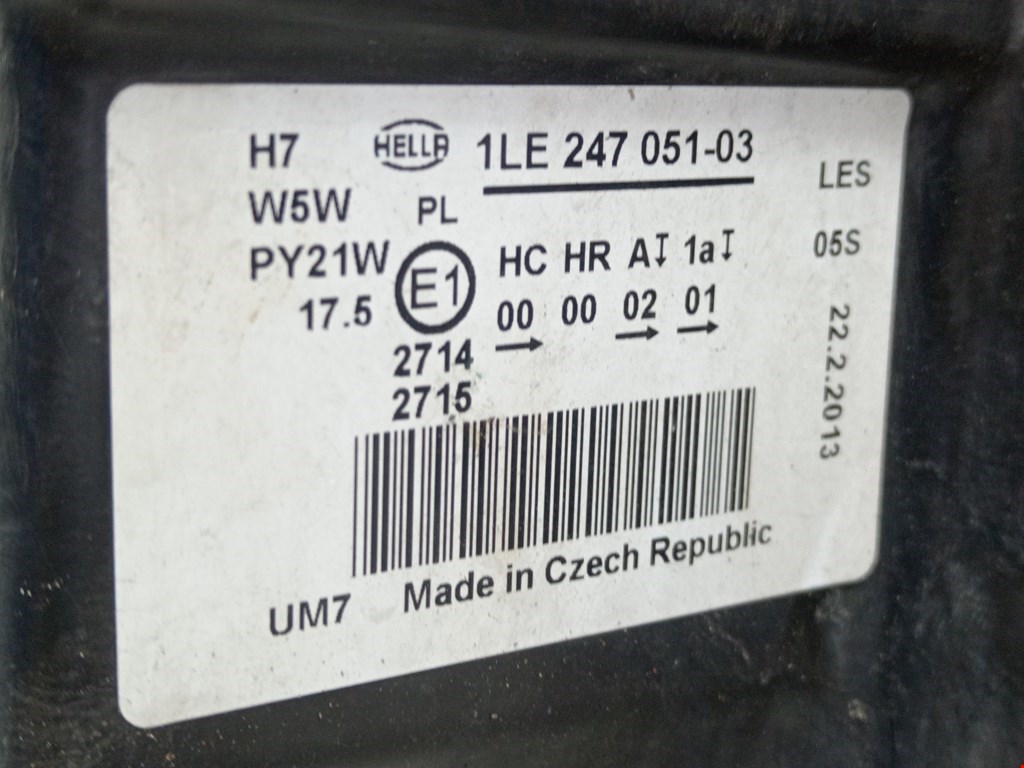 H7 HELLA 1LE 247 051-03
W5W PL LES
PY21W E1 HC HR A 1a 05S
17.5 00 00 02 01
2714
2715
22.2.2013
Made in Czech Republic
UM7